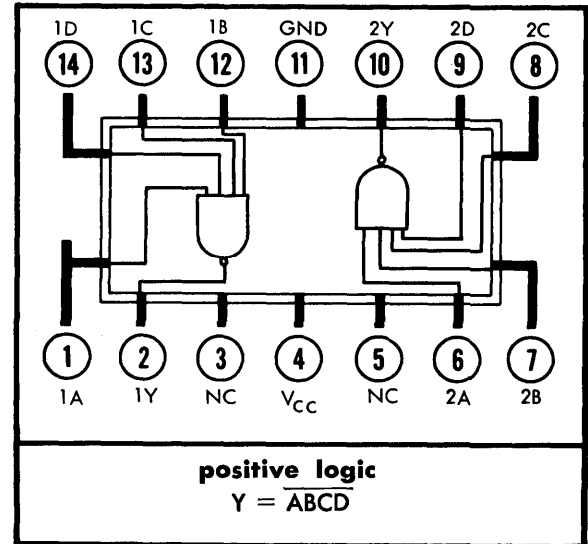 1D 1C 1B GND 2Y 2D 2C
14 13 12 11 10 9 8
1 2 3 4 5 6 7
1A 1Y NC VCC NC 2A 2B
positive logic
Y = ABCD